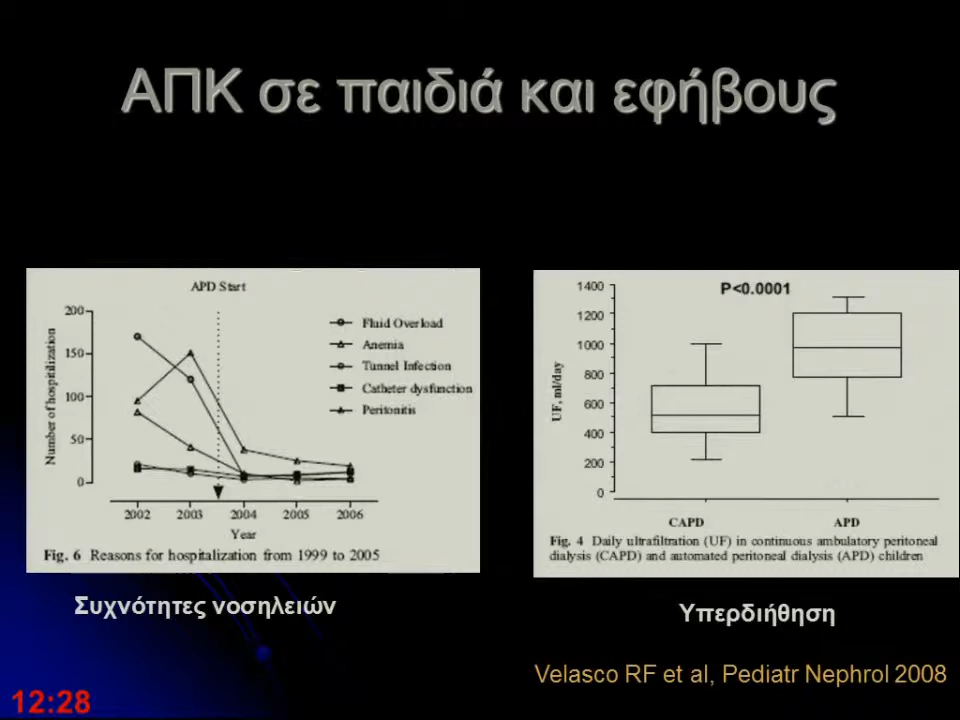 ΑΠΚ σε παιδιά και εφήβους
APD Start
200
150
100
50
0
Number of hospitilization
Fluid Overload
Anemia
Tunnel Infection
Catheter dysfunction
Peritonitis
2002 2003 2004 2005 2006
Year
Fig. 6 Reasons for hospitalization from 1999 to 2005
Συχνότητες νοσηλειών
P<0.0001
1400
1200
1000
800
600
400
200
0
UF, ml/day
CAPD APD
Fig. 4 Daily ultrafiltration (UF) in continuous ambulatory peritoneal
dialysis (CAPD) and automated peritoneal dialysis (APD) children
Υπερδιήθηση
Velasco RF et al, Pediatr Nephrol 2008
12:28